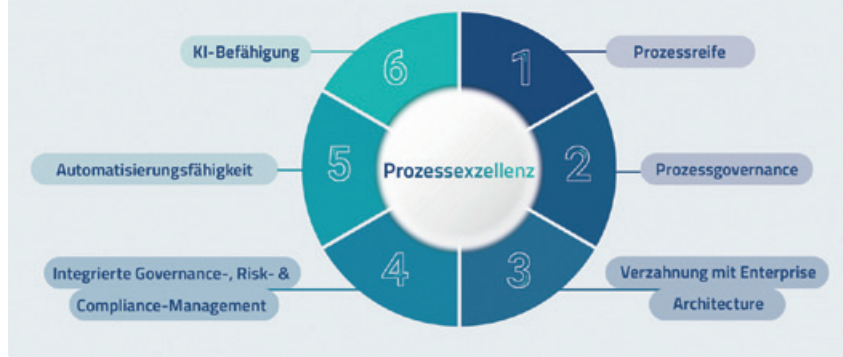 KI-Befähigung
6
1
Prozessreife
Automatisierungsfähigkeit
5
Prozessexzellenz
2
Prozessgovernance
Integrierte Governance-, Risk- &
Compliance-Management
4
3
Verzahnung mit Enterprise
Architecture